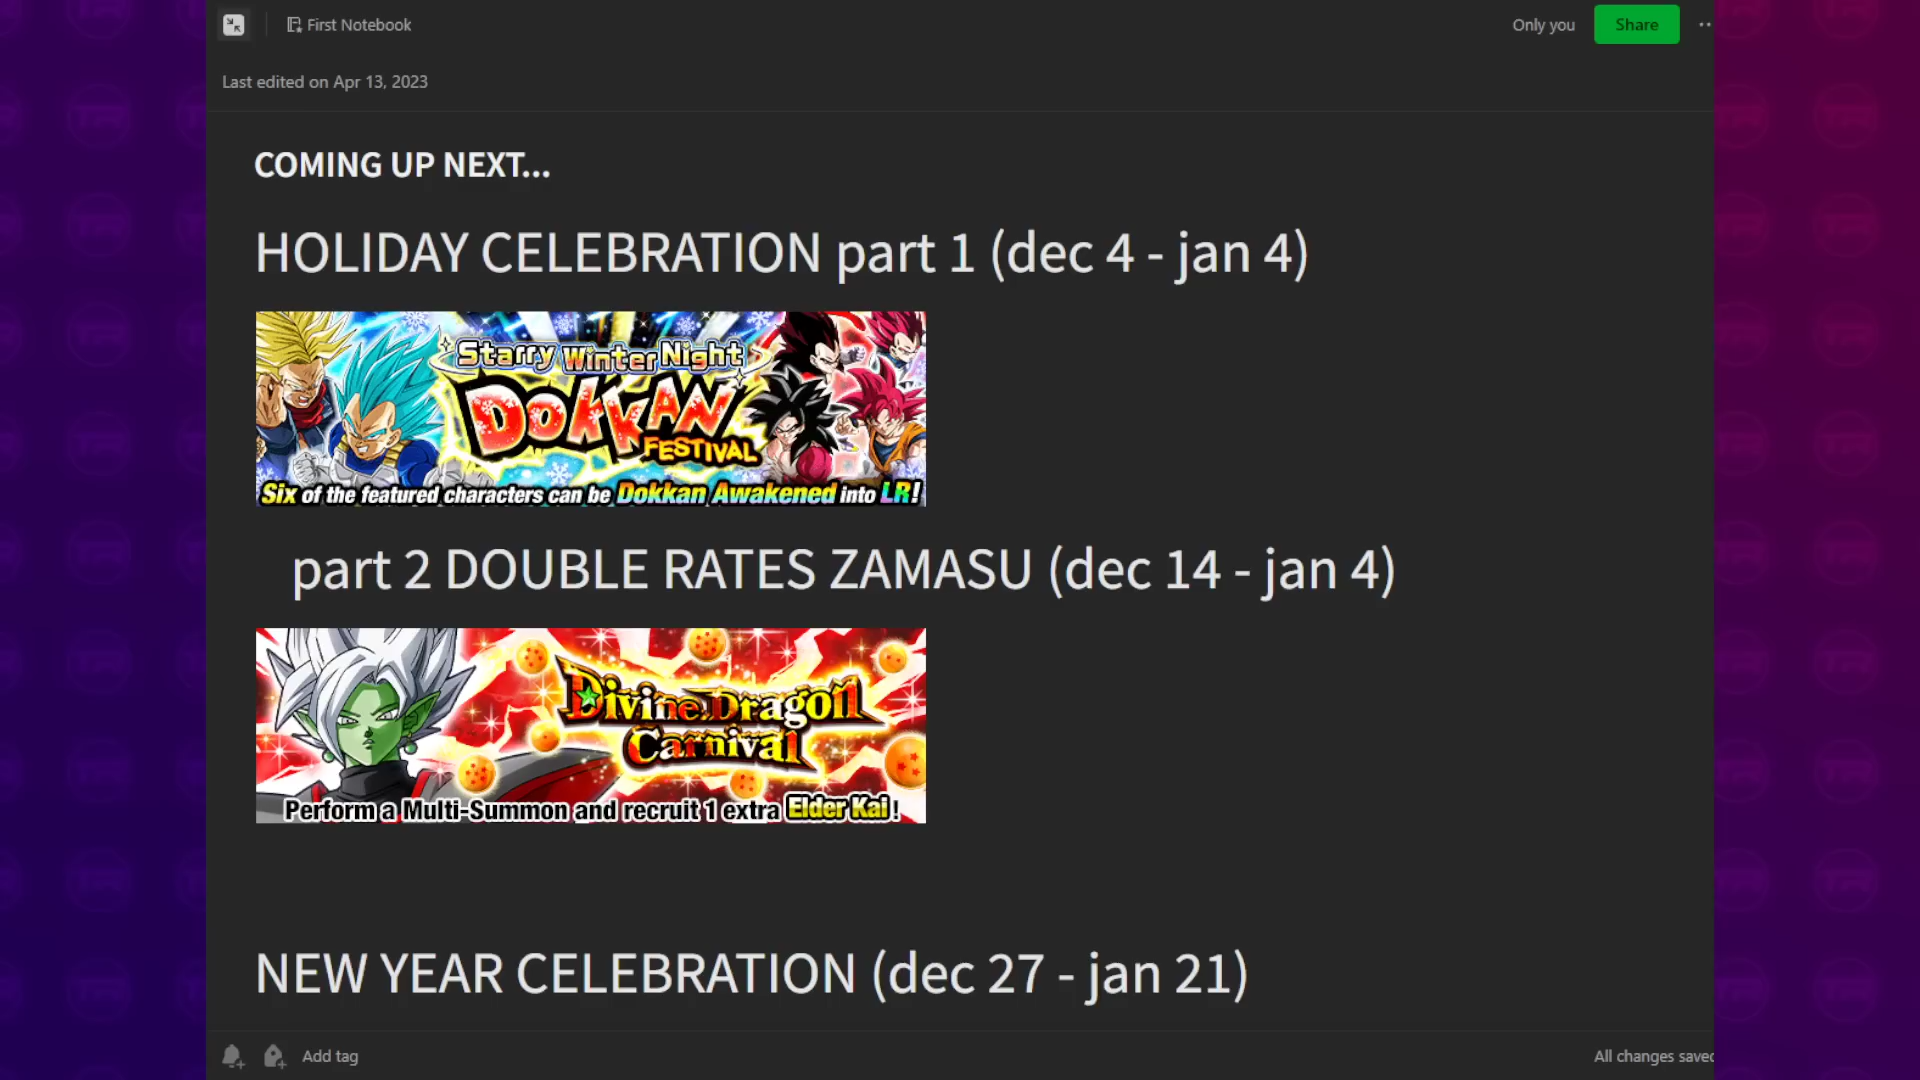 First Notebook
Only you
Share
Last edited on Apr 13, 2023
COMING UP NEXT...
HOLIDAY CELEBRATION part 1 (dec 4 - jan 4)
Starry Winter Night
DOKKAN
FESTIVAL
Six of the featured characters can be Dokkan Awakened into LR!
part 2 DOUBLE RATES ZAMASU (dec 14 - jan 4)
Divine Dragon
Carnival
Perform a Multi-Summon and recruit 1 extra Elder Kai!
NEW YEAR CELEBRATION (dec 27 - jan 21)
Add tag
All changes saved